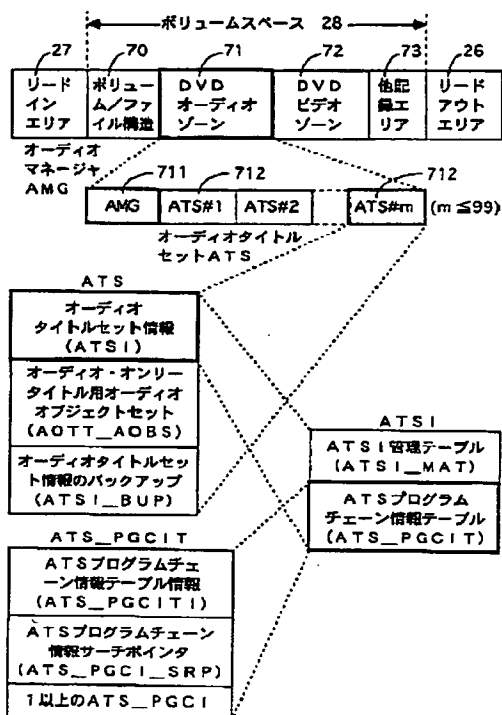 ボリュームスペース 28
27 70 71 72 73 26
リード
イン
エリア
ボリュー
ム/ファ
イル構造
DVD
オーディオ
ゾーン
DVD
ビデオ
ゾーン
他記
録エ
リア
リード
アウト
エリア
オーディオ
マネージャ
AMG
711 712 712
AMG ATS#1 ATS#2 ATS#m (m≦99)
オーディオタイトル
セットATS
ATS
オーディオ
タイトルセット情報
(ATSI)
オーディオ・オンリー
タイトル用オーディオ
オブジェクトセット
(AOTT_AOBS)
オーディオタイトルセッ
ト情報のバックアップ
(ATSI_BUP)
ATSI
ATSI管理テーブル
(ATSI_MAT)
ATSプログラム
チェーン情報テーブル
(ATS_PGCIT)
ATS_PGCIT
ATSプログラムチェ
ーン情報テーブル情報
(ATS_PGCITI)
ATSプログラムチェーン
情報サーチポインタ
(ATS_PGCI_SRP)
1以上のATS_PGCI